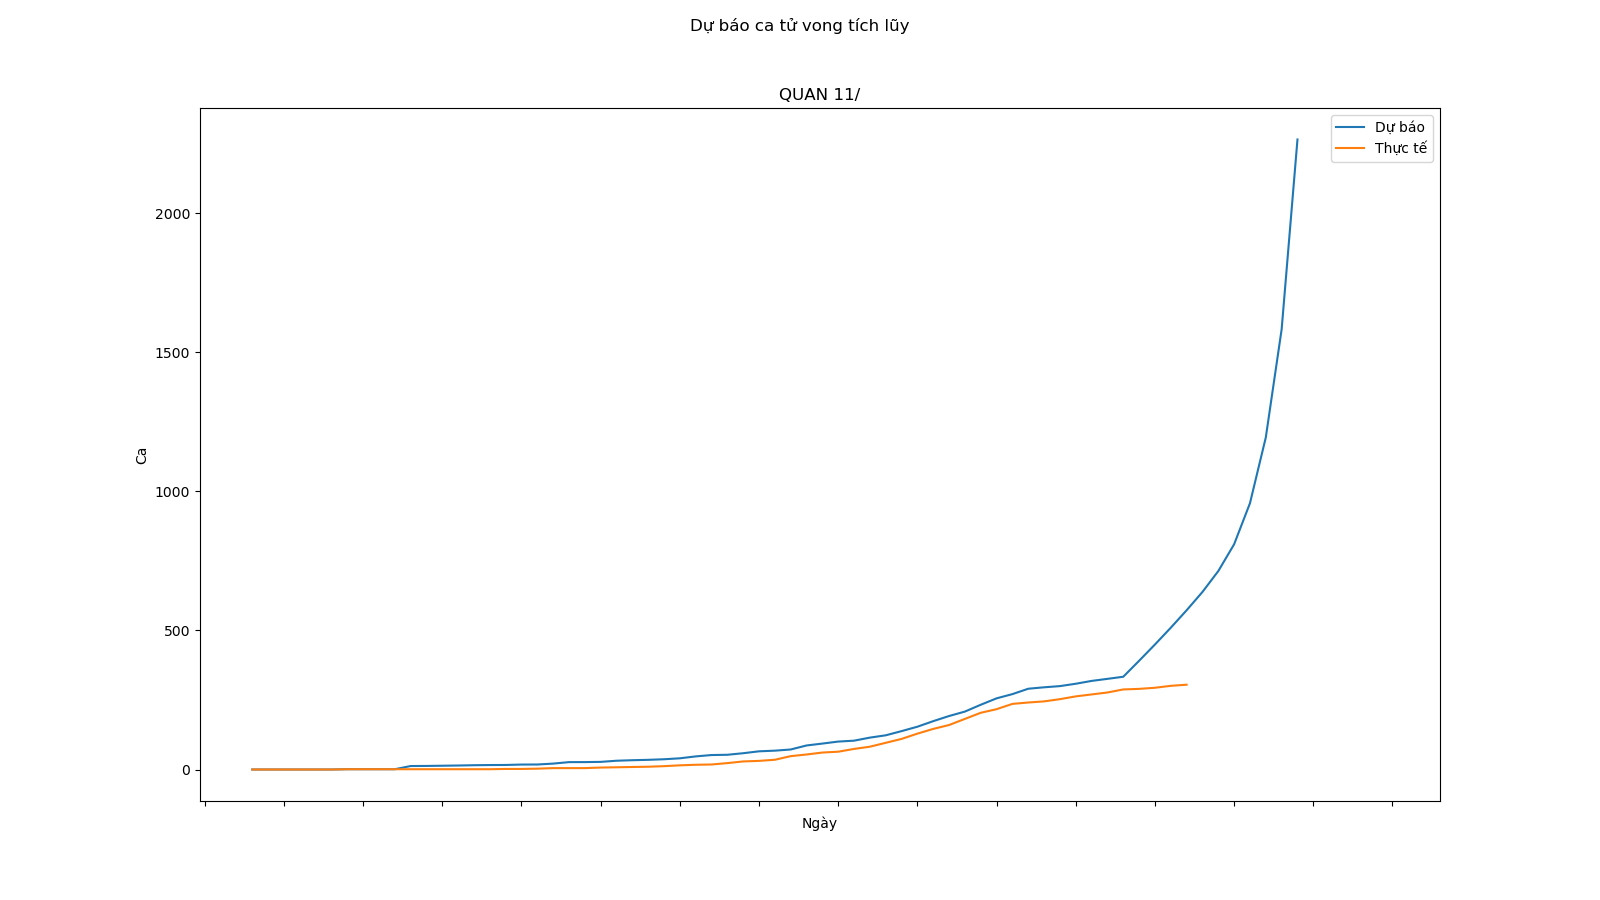 Dự báo ca tử vong tích lũy
QUAN 11/
Dự báo
Thực tế
2000
1500
1000
500
0
Ca
Ngày